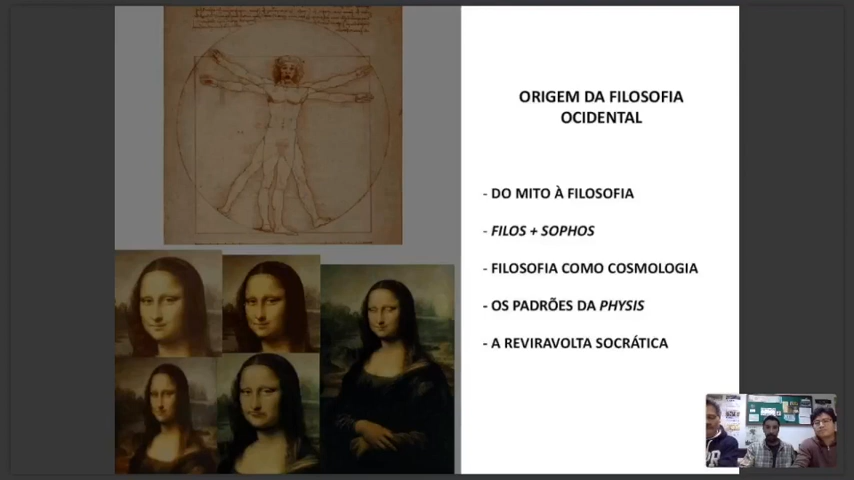 ORIGEM DA FILOSOFIA
OCIDENTAL
- DO MITO À FILOSOFIA
- FILOS + SOPHOS
- FILOSOFIA COMO COSMOLOGIA
- OS PADRÕES DA PHYSIS
- A REVIRAVOLTA SOCRÁTICA